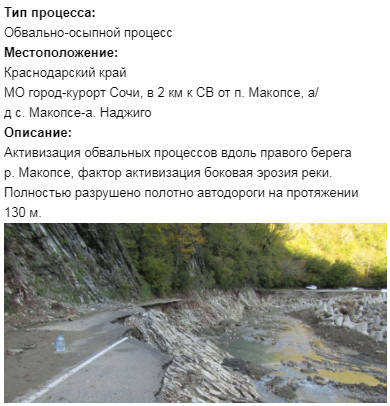 Тип процесса:
Обвально-осыпной процесс
Местоположение:
Краснодарский край
МО город-курорт Сочи, в 2 км к СВ от п. Макопсе, а/
д с. Макопсе-а. Наджиго
Описание:
Активизация обвальных процессов вдоль правого берега
р. Макопсе, фактор активизация боковая эрозия реки.
Полностью разрушено полотно автодороги на протяжении
130 м.